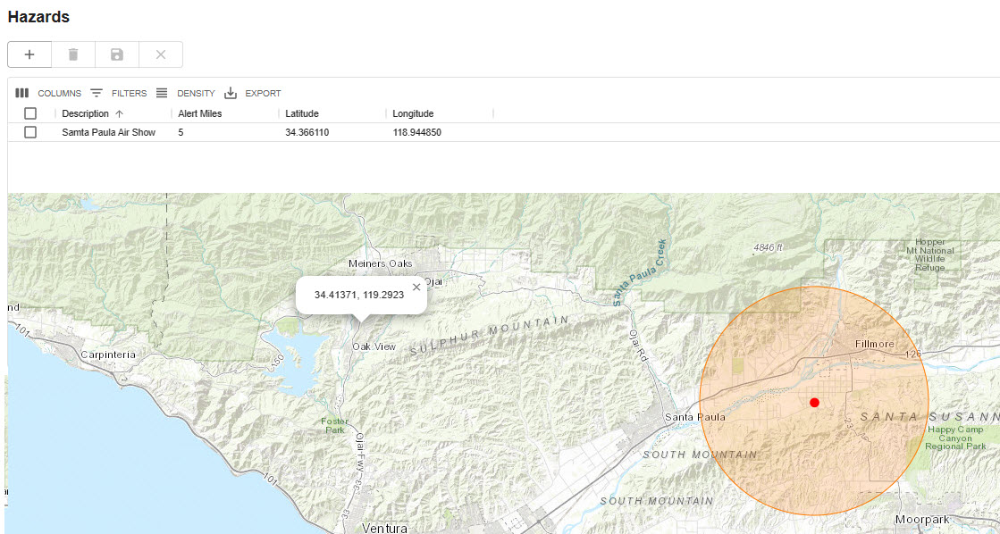 Hazards
COLUMNS FILTERS DENSITY EXPORT
Description Alert Miles Latitude Longitude
Samta Paula Air Show 5 34.366110 118.944850
4846 ft
Hopper
Mt National
Wildlife
Refuge
Santa Paula Creek
Meiners Oaks
Ojai
34.41371, 119.2923
nd
101
Carpinteria
150
Oak View
SULPHUR MOUNTAIN
Ojai Rd
Fillmore
126
Santa Paula
SANTA SUSANN
23
Happy Camp
Canyon
Regional Park
Foster
Park
Ojai Fwy
33
SOUTH MOUNTAIN
101
SOUTH MOUNTAIN
33
Ventura
Moorpark